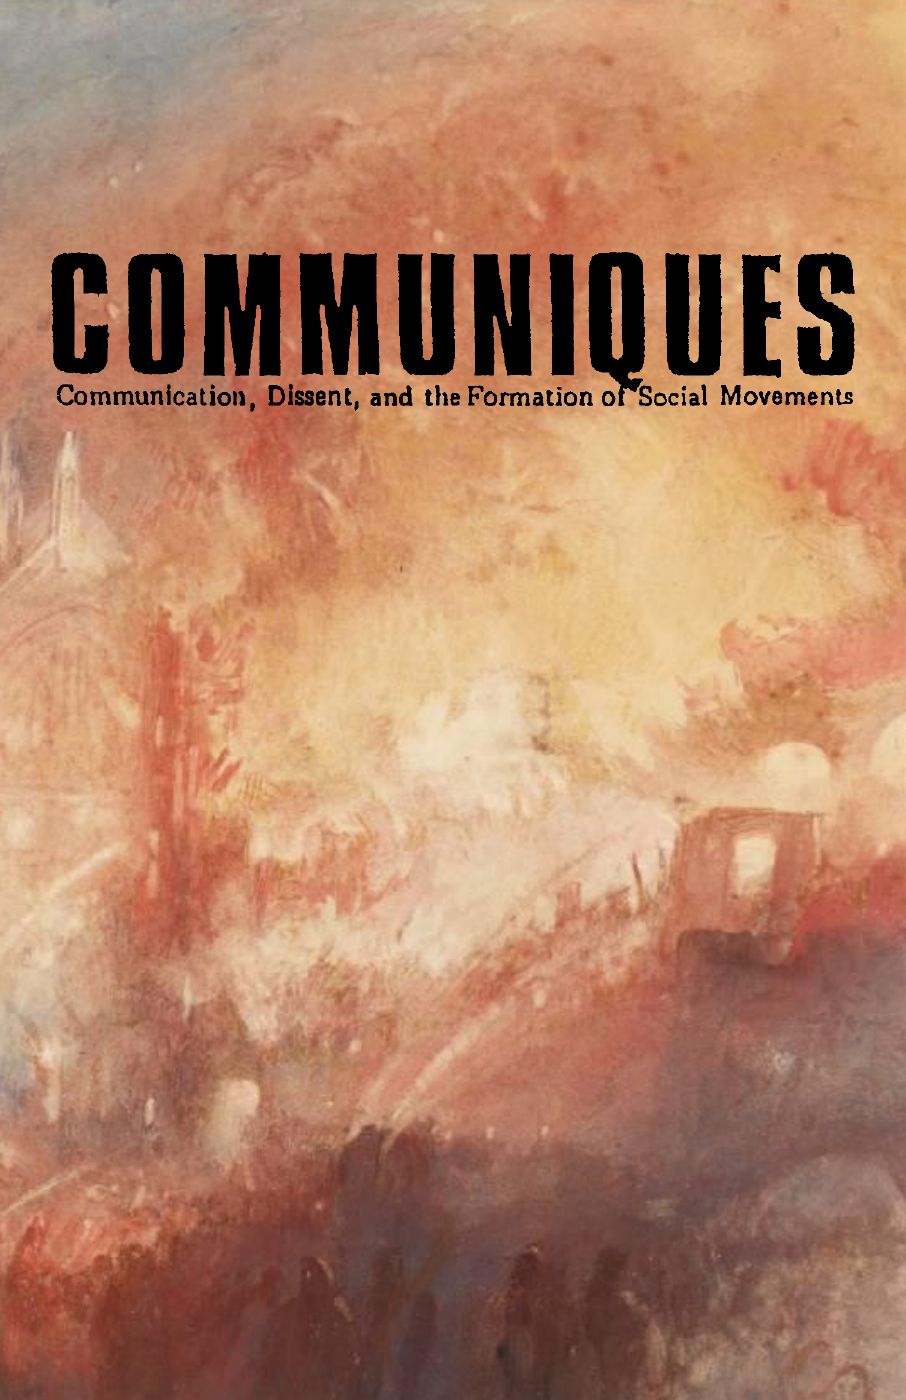 COMMUNIQUES
Communication, Dissent, and the Formation of Social Movements